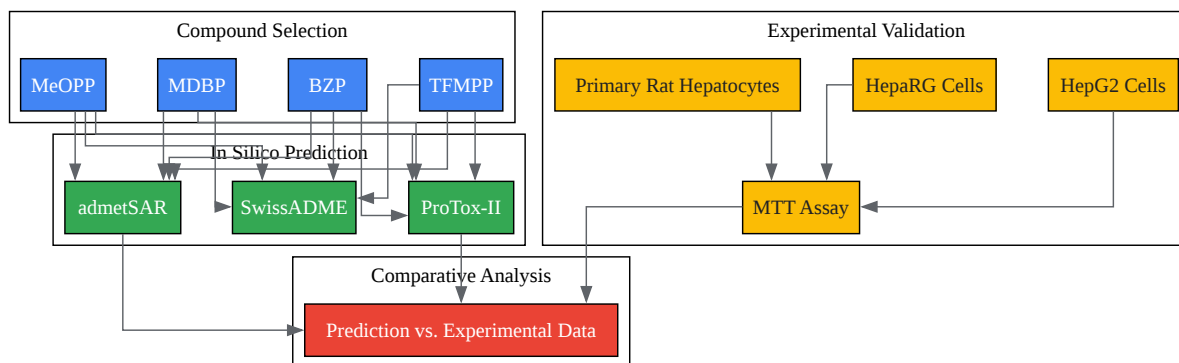 Compound Selection
MeOPP
MDBP
BZP
TFMPP
In Silico Prediction
admetSAR
SwissADME
ProTox-II
Experimental Validation
Primary Rat Hepatocytes
HepaRG Cells
HepG2 Cells
MTT Assay
Comparative Analysis
Prediction vs. Experimental Data